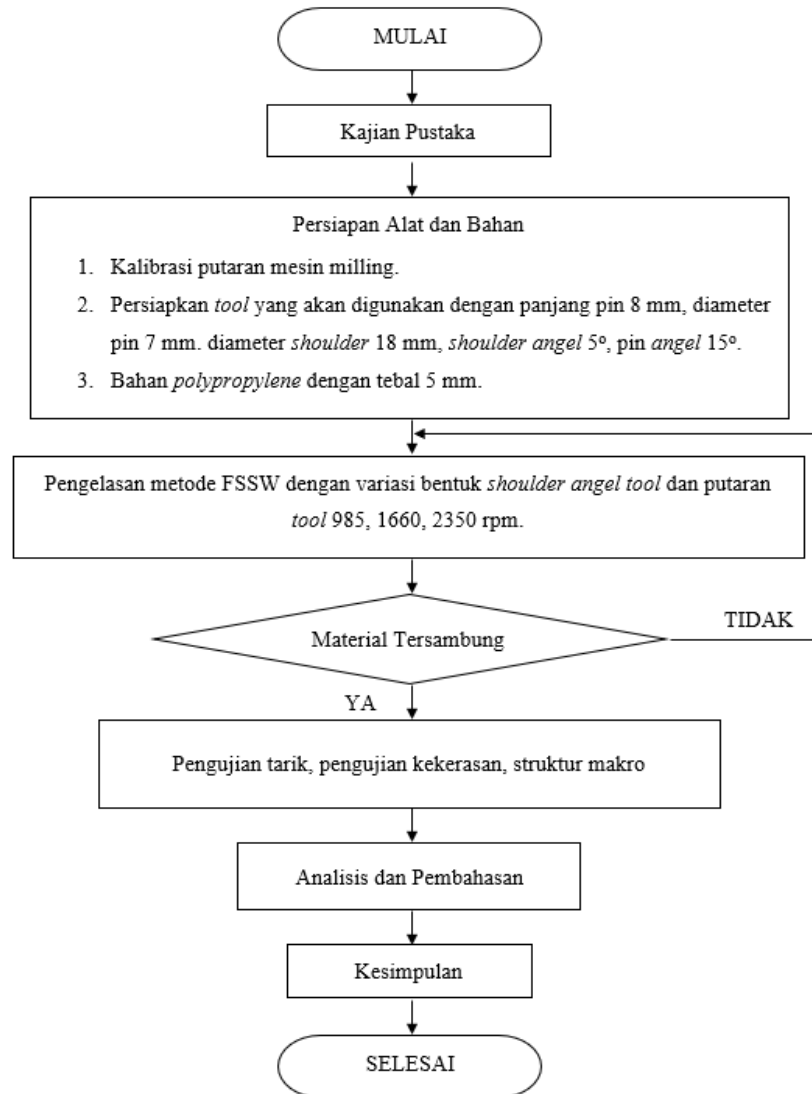 MULAI
Kajian Pustaka
Persiapan Alat dan Bahan
1. Kalibrasi putaran mesin milling.
2. Persiapkan tool yang akan digunakan dengan panjang pin 8 mm, diameter
pin 7 mm. diameter shoulder 18 mm, shoulder angel 5º, pin angel 15º.
3. Bahan polypropylene dengan tebal 5 mm.
Pengelasan metode FSSW dengan variasi bentuk shoulder angel tool dan putaran
tool 985, 1660, 2350 rpm.
Material Tersambung
TIDAK
YA
Pengujian tarik, pengujian kekerasan, struktur makro
Analisis dan Pembahasan
Kesimpulan
SELESAI